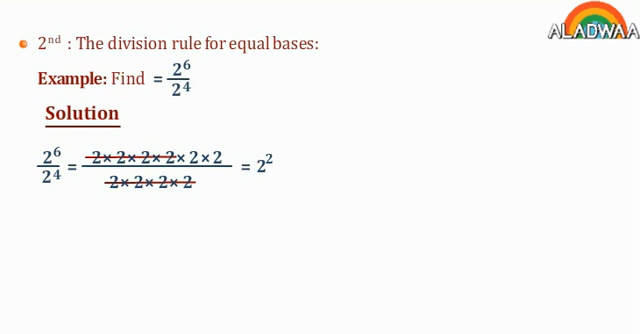 ALADWAA
2ⁿᵈ : The division rule for equal bases:
Example: Find = 2⁶/2⁴
Solution
2⁶/2⁴ = 2 × 2 × 2 × 2 × 2 × 2 / 2 × 2 × 2 × 2 = 2²